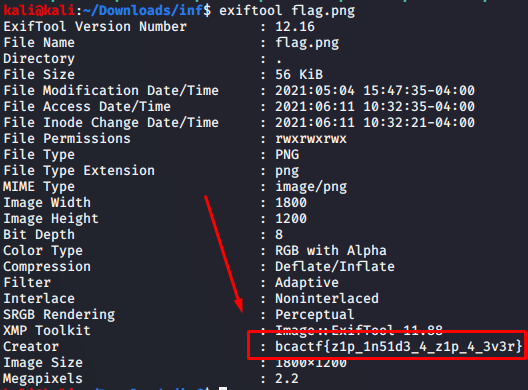 kali@kali:~/Downloads/inf$ exiftool flag.png
ExifTool Version Number : 12.16
File Name : flag.png
Directory : .
File Size : 56 KiB
File Modification Date/Time : 2021:05:04 15:47:35-04:00
File Access Date/Time : 2021:06:11 10:32:35-04:00
File Inode Change Date/Time : 2021:06:11 10:32:21-04:00
File Permissions : rwxrwxrwx
File Type : PNG
File Type Extension : png
MIME Type : image/png
Image Width : 1800
Image Height : 1200
Bit Depth : 8
Color Type : RGB with Alpha
Compression : Deflate/Inflate
Filter : Adaptive
Interlace : Noninterlaced
SRGB Rendering : Perceptual
XMP Toolkit : Image::ExifTool 11.88
Creator : bcactf{z1p_1n51d3_4_z1p_4_3v3r}
Image Size : 1800×1200
Megapixels : 2.2